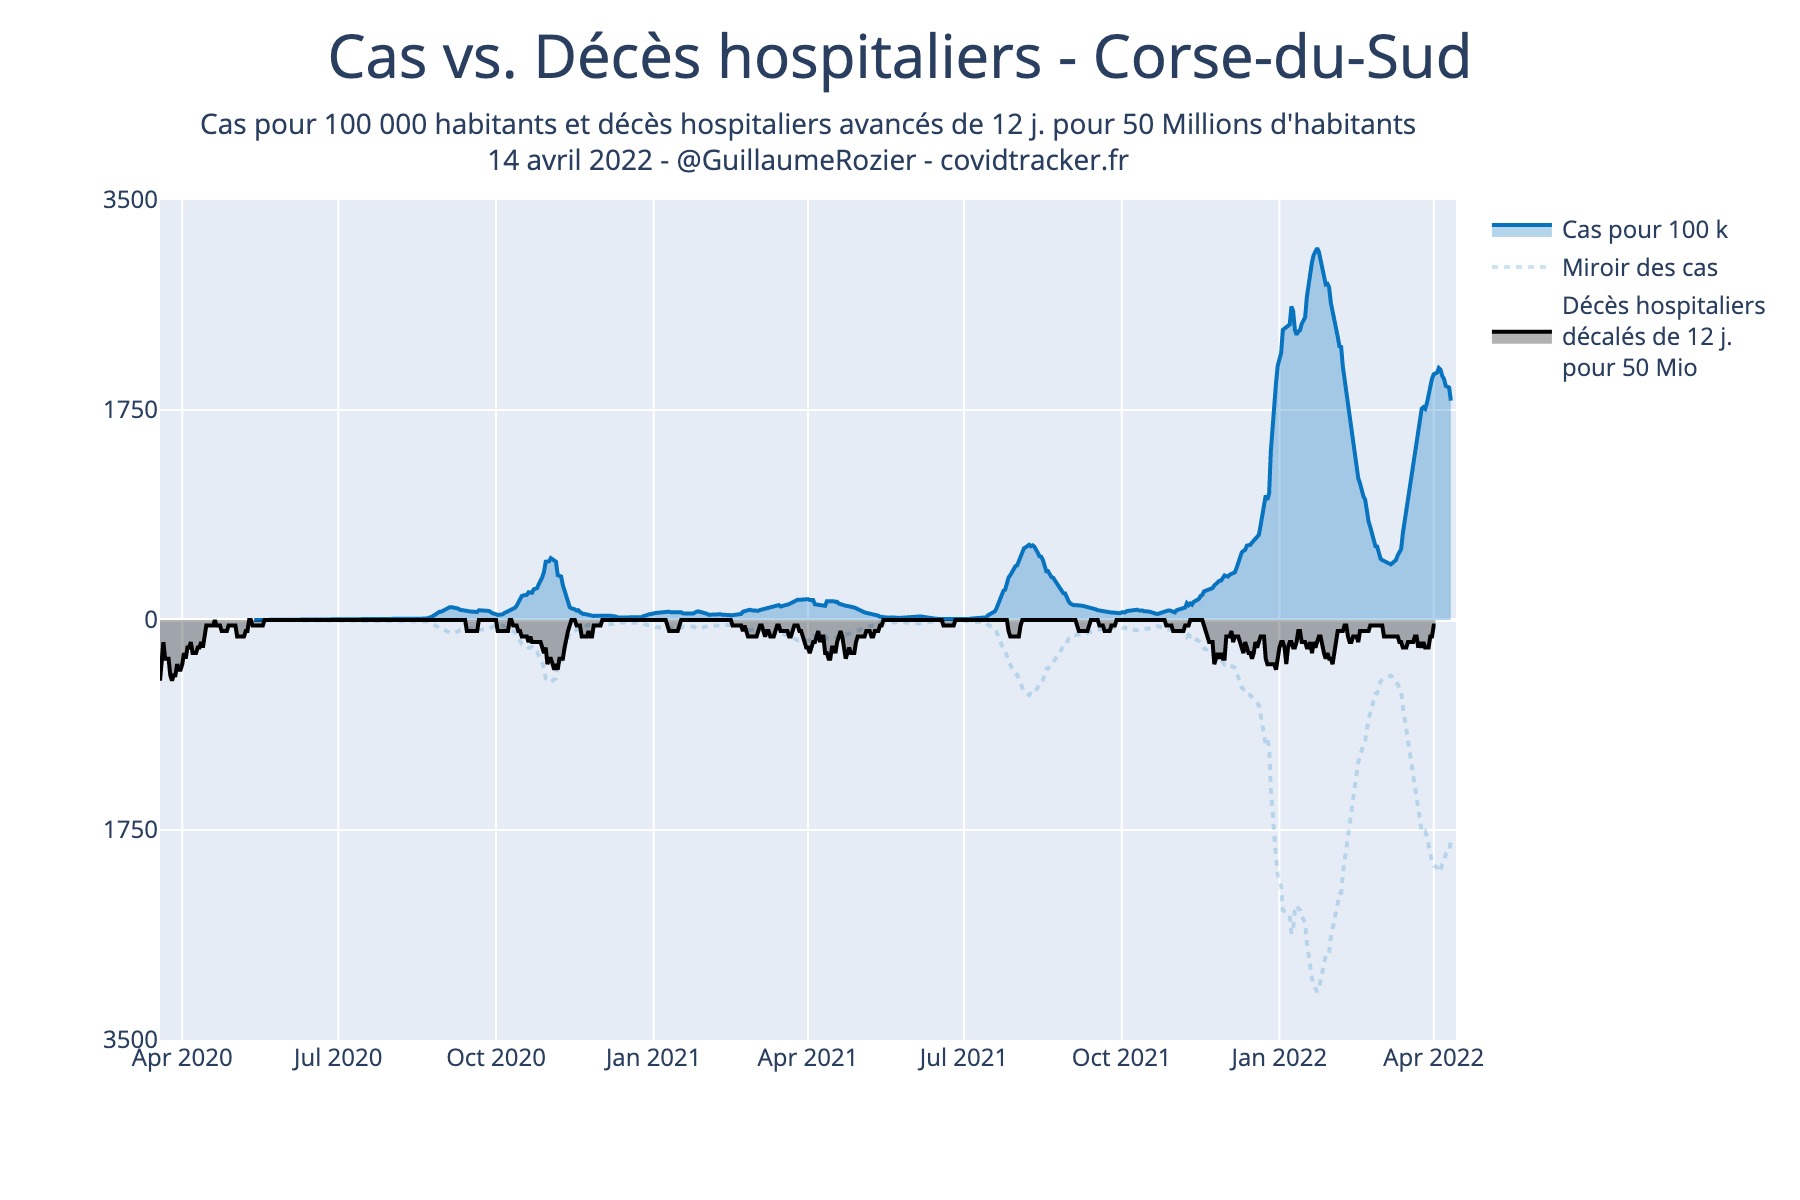 Cas vs. Décès hospitaliers - Corse-du-Sud
Cas pour 100 000 habitants et décès hospitaliers avancés de 12 j. pour 50 Millions d'habitants
14 avril 2022 - @GuillaumeRozier - covidtracker.fr
3500
1750
0
1750
3500
Apr 2020
Jul 2020
Oct 2020
Jan 2021
Apr 2021
Jul 2021
Oct 2021
Jan 2022
Apr 2022
Cas pour 100 k
Miroir des cas
Décès hospitaliers
décalés de 12 j.
pour 50 Mio